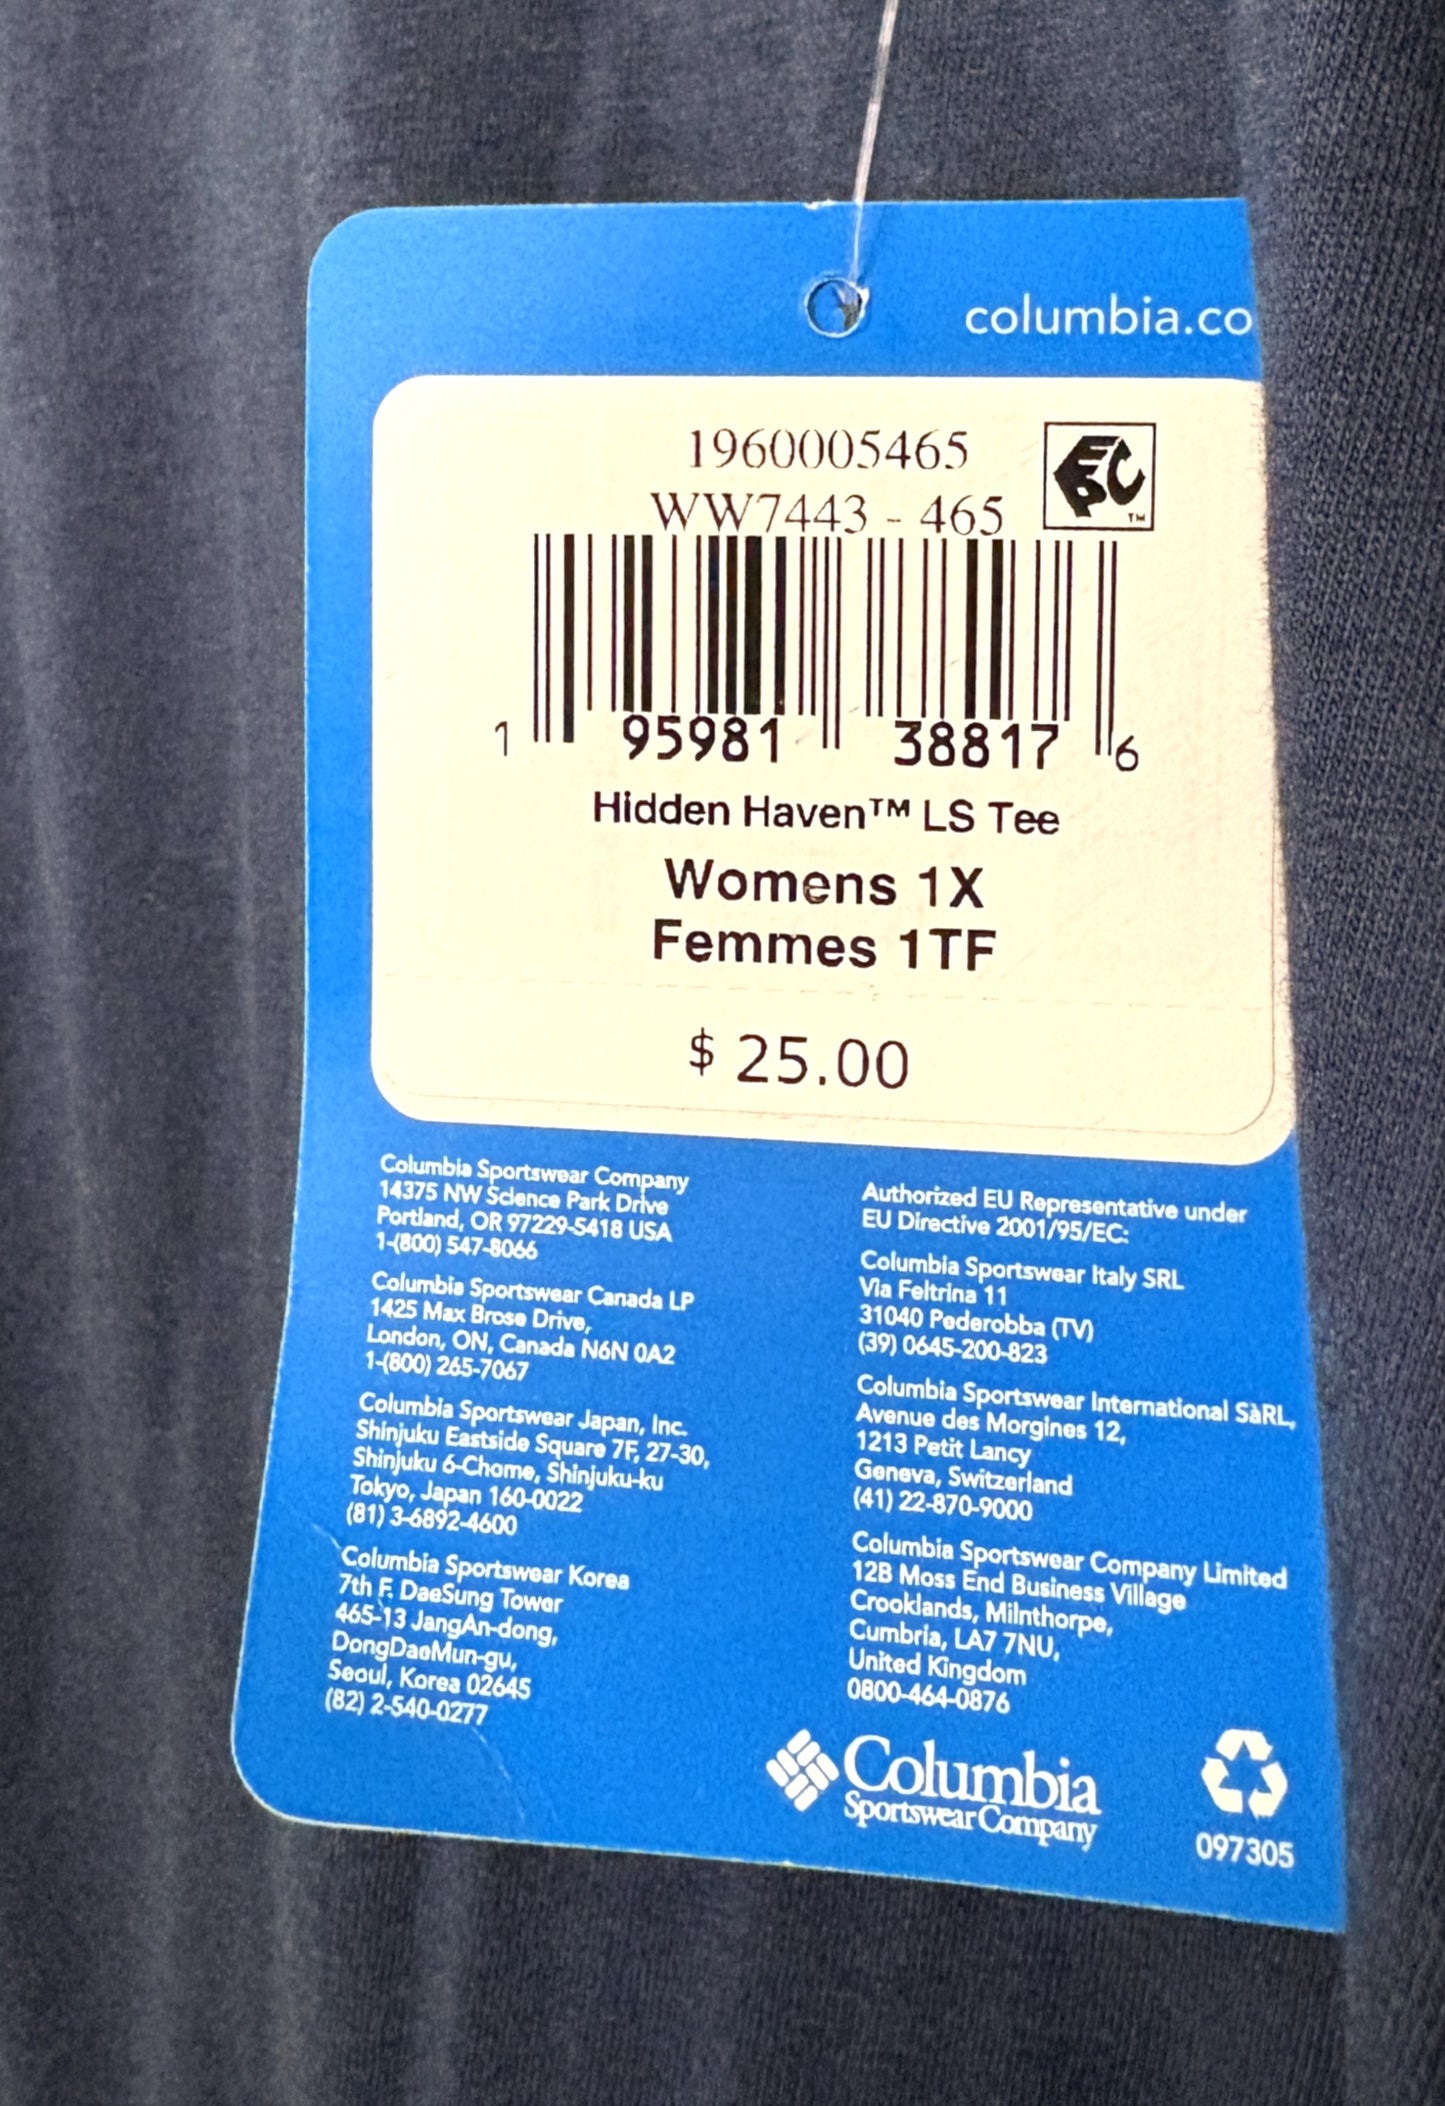 columbia.co
1960005465
WW7443 - 465
EPC
TM
1 95981 38817 6
Hidden Haven™ LS Tee
Womens 1X
Femmes 1TF
$ 25.00
Columbia Sportswear Company
14375 NW Science Park Drive
Portland, OR 97229-5418 USA
1-(800) 547-8066
Columbia Sportswear Canada LP
1425 Max Brose Drive,
London, ON, Canada N6N 0A2
1-(800) 265-7067
Columbia Sportswear Japan, Inc.
Shinjuku Eastside Square 7F, 27-30,
Shinjuku 6-Chome, Shinjuku-ku
Tokyo, Japan 160-0022
(81) 3-6892-4600
Columbia Sportswear Korea
7th F. DaeSung Tower
465-13 JangAn-dong,
DongDaeMun-gu,
Seoul, Korea 02645
(82) 2-540-0277
Authorized EU Representative under
EU Directive 2001/95/EC:
Columbia Sportswear Italy SRL
Via Feltrina 11
31040 Pederobba (TV)
(39) 0645-200-823
Columbia Sportswear International SàRL,
Avenue des Morgines 12,
1213 Petit Lancy
Geneva, Switzerland
(41) 22-870-9000
Columbia Sportswear Company Limited
12B Moss End Business Village
Crooklands, Milnthorpe,
Cumbria, LA7 7NU,
United Kingdom
0800-464-0876
Columbia
Sportswear Company
097305